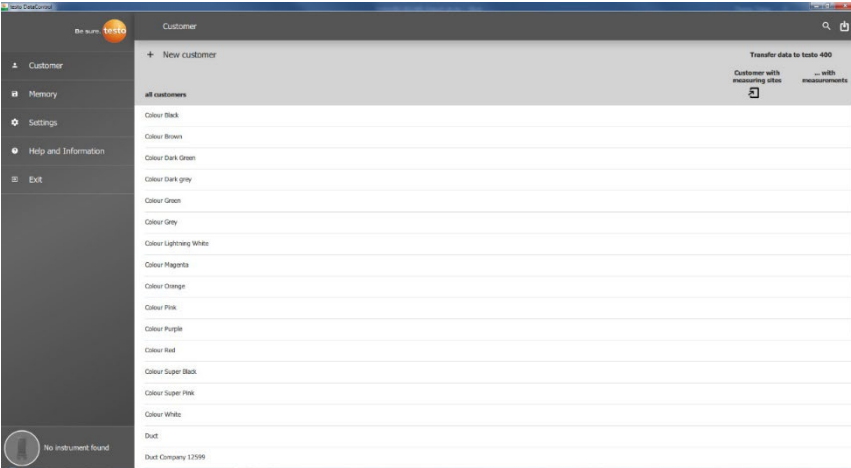 testo DataControl
Be sure. testo
Customer
Customer
Memory
Settings
Help and Information
Exit
No instrument found
+ New customer
Transfer data to testo 400
Customer with measuring sites
... with measurements
all customers
Colour Black
Colour Brown
Colour Dark Green
Colour Dark grey
Colour Green
Colour Grey
Colour Lightning White
Colour Magenta
Colour Orange
Colour Pink
Colour Purple
Colour Red
Colour Super Black
Colour Super Pink
Colour White
Duct
Duct Company 12599